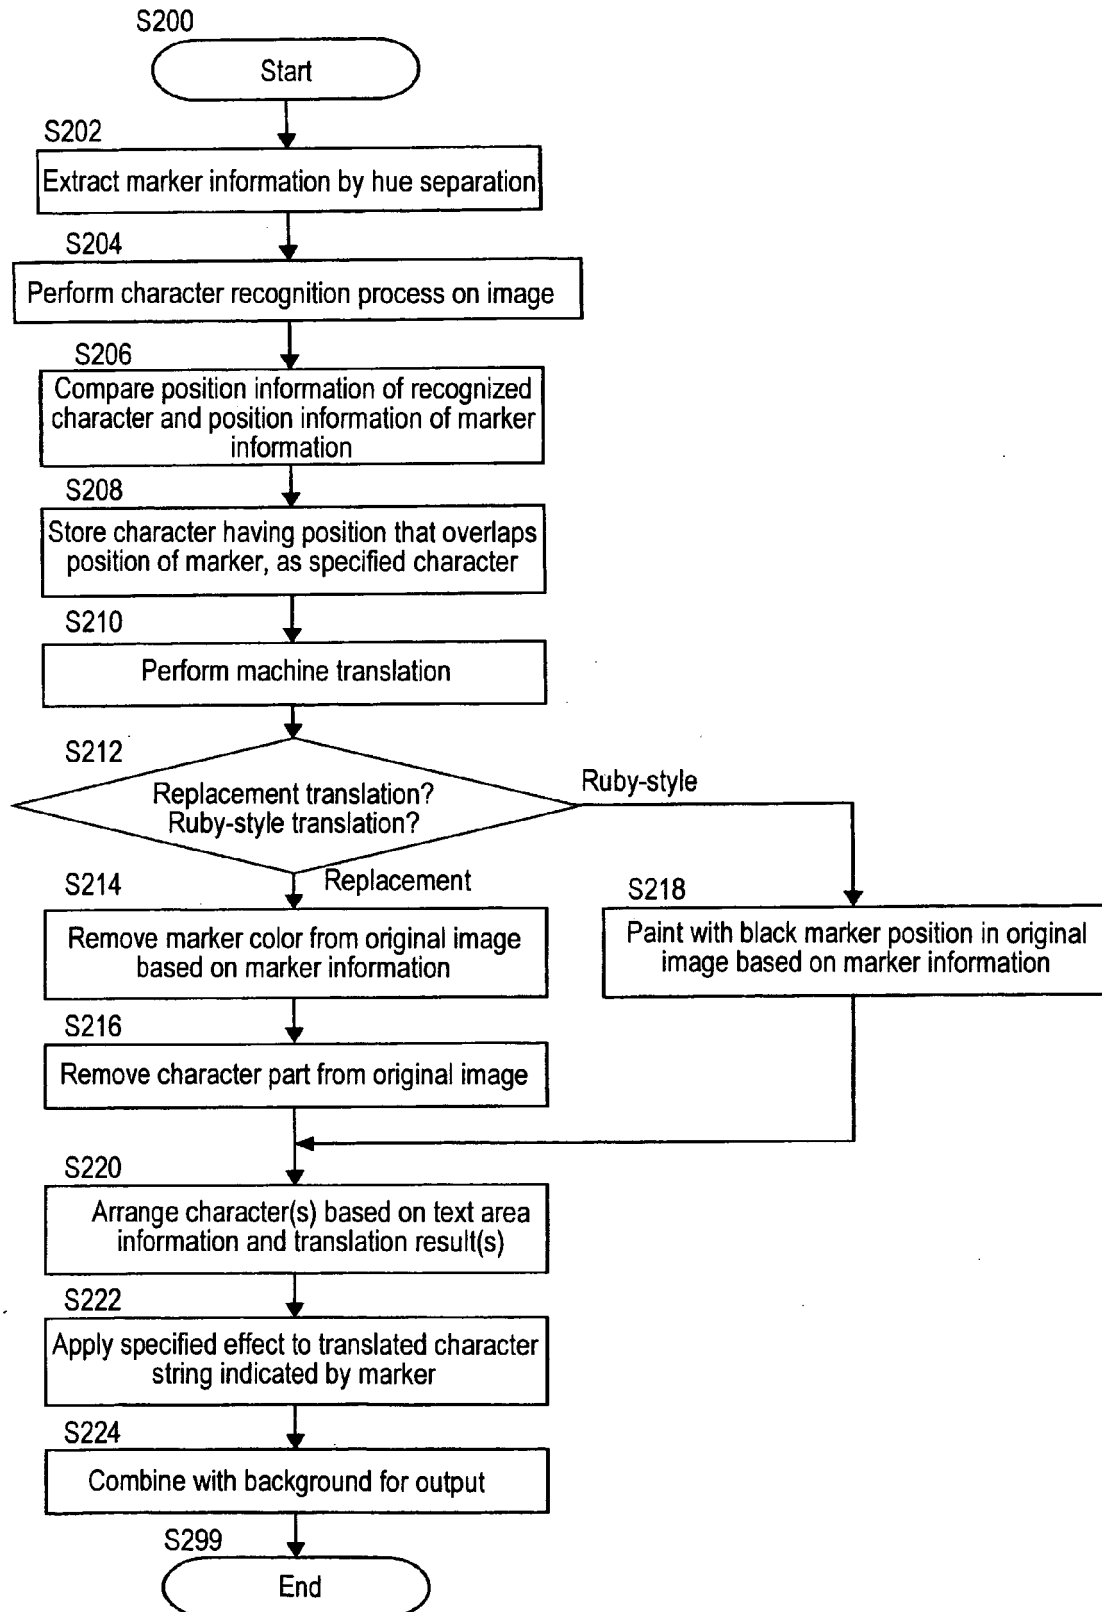 S200
Start
S202
Extract marker information by hue separation
S204
Perform character recognition process on image
S206
Compare position information of recognized
character and position information of marker
information
S208
Store character having position that overlaps
position of marker, as specified character
S210
Perform machine translation
S212
Replacement translation?
Ruby-style translation?
Ruby-style
Replacement
S214
Remove marker color from original image
based on marker information
S218
Paint with black marker position in original
image based on marker information
S216
Remove character part from original image
S220
Arrange character(s) based on text area
information and translation result(s)
S222
Apply specified effect to translated character
string indicated by marker
S224
Combine with background for output
S299
End